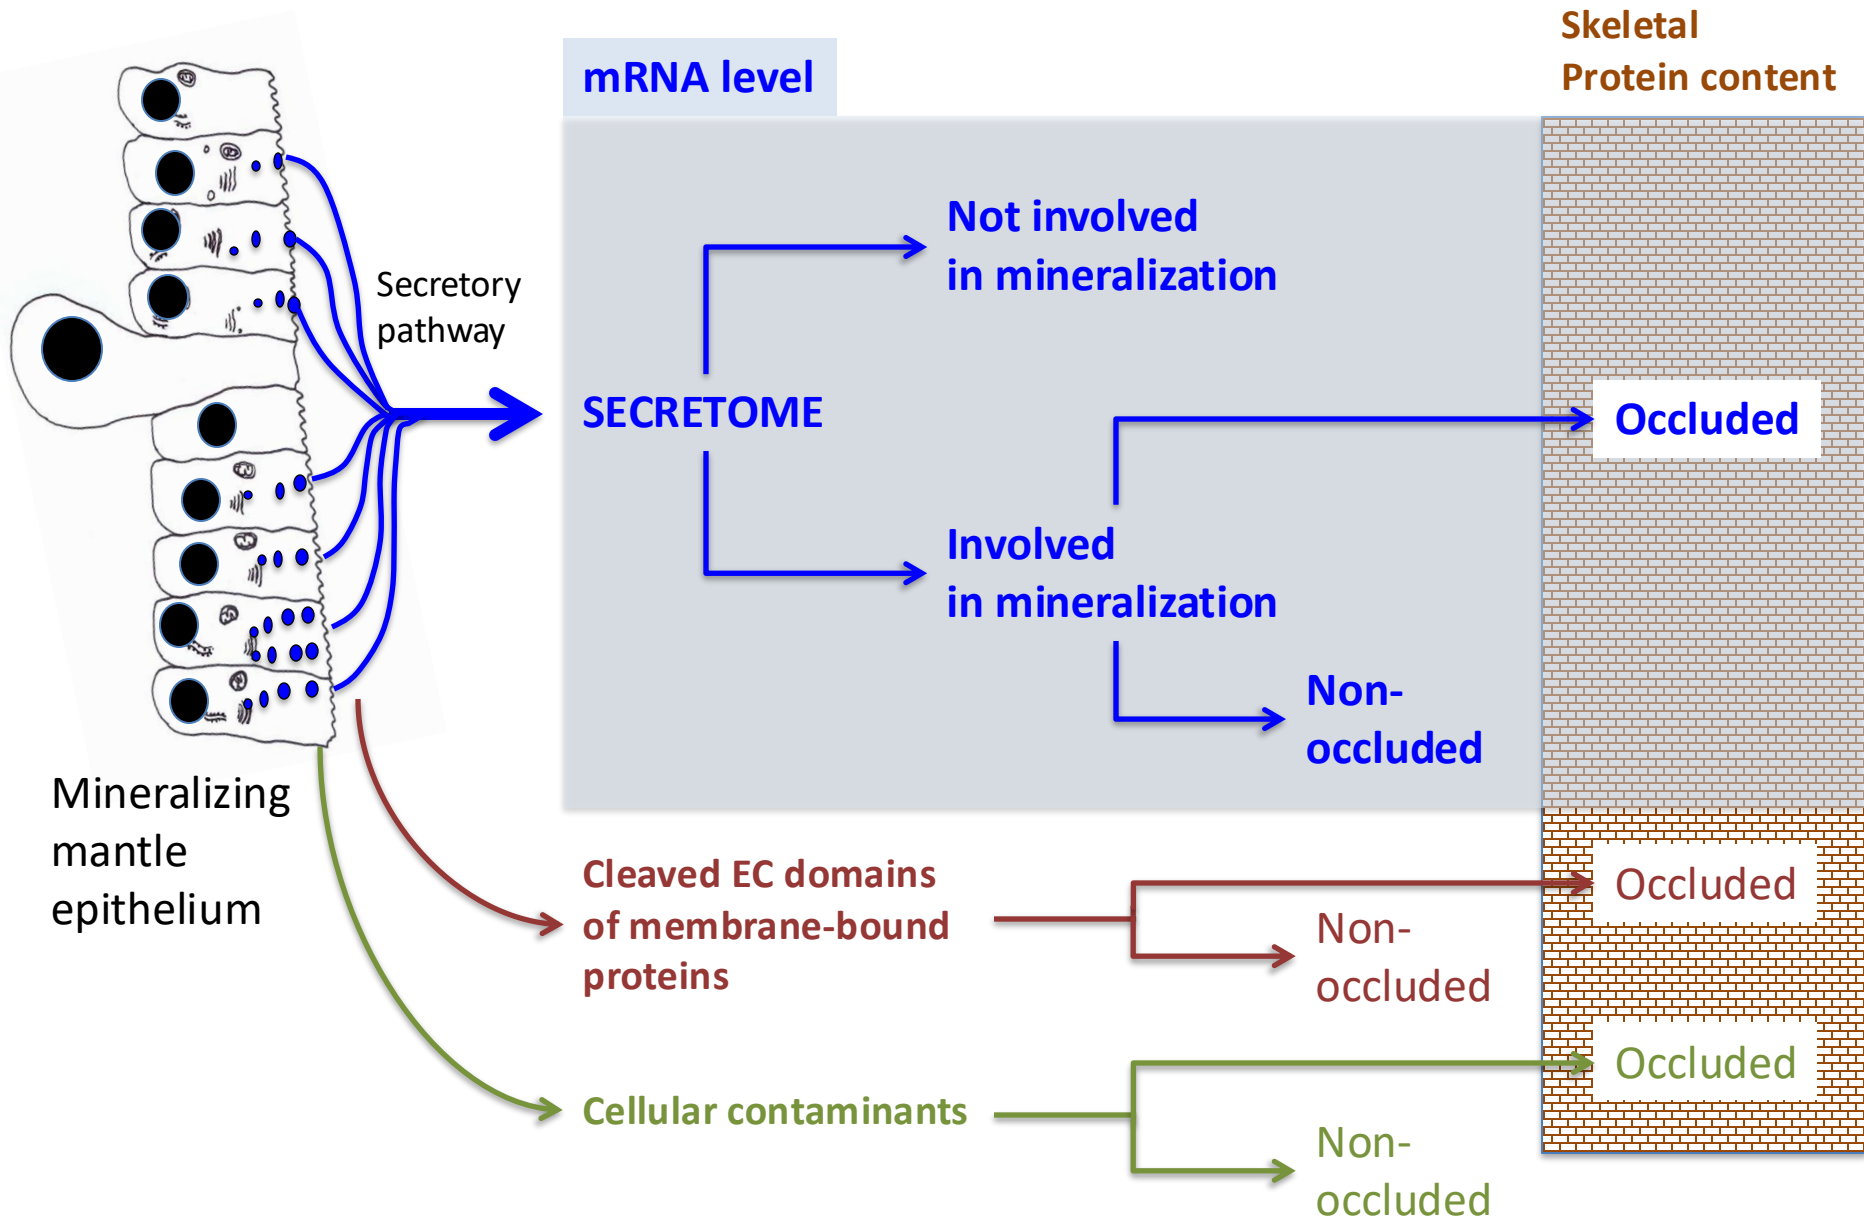 Skeletal
Protein content
mRNA level
Not involved
in mineralization
Secretory
pathway
SECRETOME
Occluded
Involved
in mineralization
Non-
occluded
Mineralizing
mantle
epithelium
Cleaved EC domains
of membrane-bound
proteins
Occluded
Non-
occluded
Cellular contaminants
Occluded
Non-
occluded